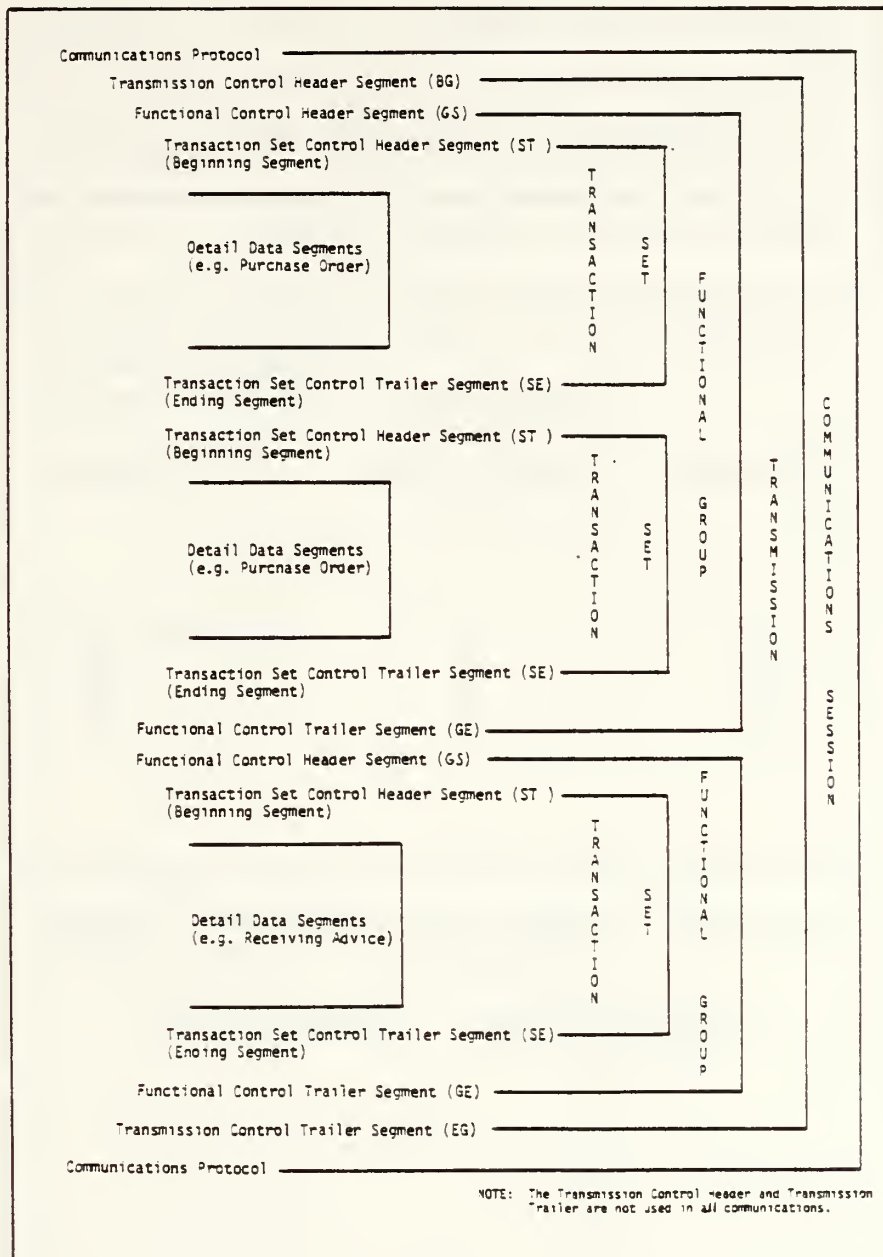 Communications Protocol
Transmission Control Header Segment (BG)
Functional Control Header Segment (GS)
Transaction Set Control Header Segment (ST )
(Beginning Segment)
Detail Data Segments
(e.g. Purchase Order)
TRANSACTION
SET
Transaction Set Control Trailer Segment (SE)
(Ending Segment)
Transaction Set Control Header Segment (ST )
(Beginning Segment)
Detail Data Segments
(e.g. Purchase Order)
TRANSACTION
SET
Transaction Set Control Trailer Segment (SE)
(Ending Segment)
Functional Control Trailer Segment (GE)
FUNCTIONAL
GROUP
Functional Control Header Segment (GS)
Transaction Set Control Header Segment (ST )
(Beginning Segment)
Detail Data Segments
(e.g. Receiving Advice)
TRANSACTION
SET
Transaction Set Control Trailer Segment (SE)
(Ending Segment)
Functional Control Trailer Segment (GE)
FUNCTIONAL
GROUP
Transmission Control Trailer Segment (EG)
TRANSMISSION
Communications Protocol
COMMUNICATIONS
SESSION
NOTE: The Transmission Control Header and Transmission
Trailer are not used in all communications.